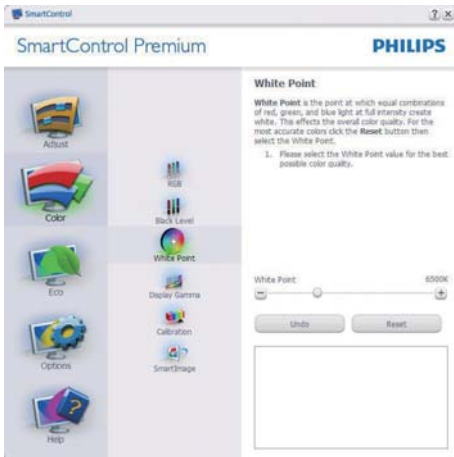 SmartControl
SmartControl Premium
PHILIPS
Adjust
Color
Eco
Options
Help
RGB
Black Level
White Point
Display Gamma
Calibration
SmartImage
White Point
White Point is the point at which equal combinations
of red, green, and blue light at full intensity create
white. This effects the overall color quality. For the
most accurate colors click the Reset button then
select the White Point.
1. Please select the White Point value for the best
possible color quality.
White Point 6500K
Undo Reset